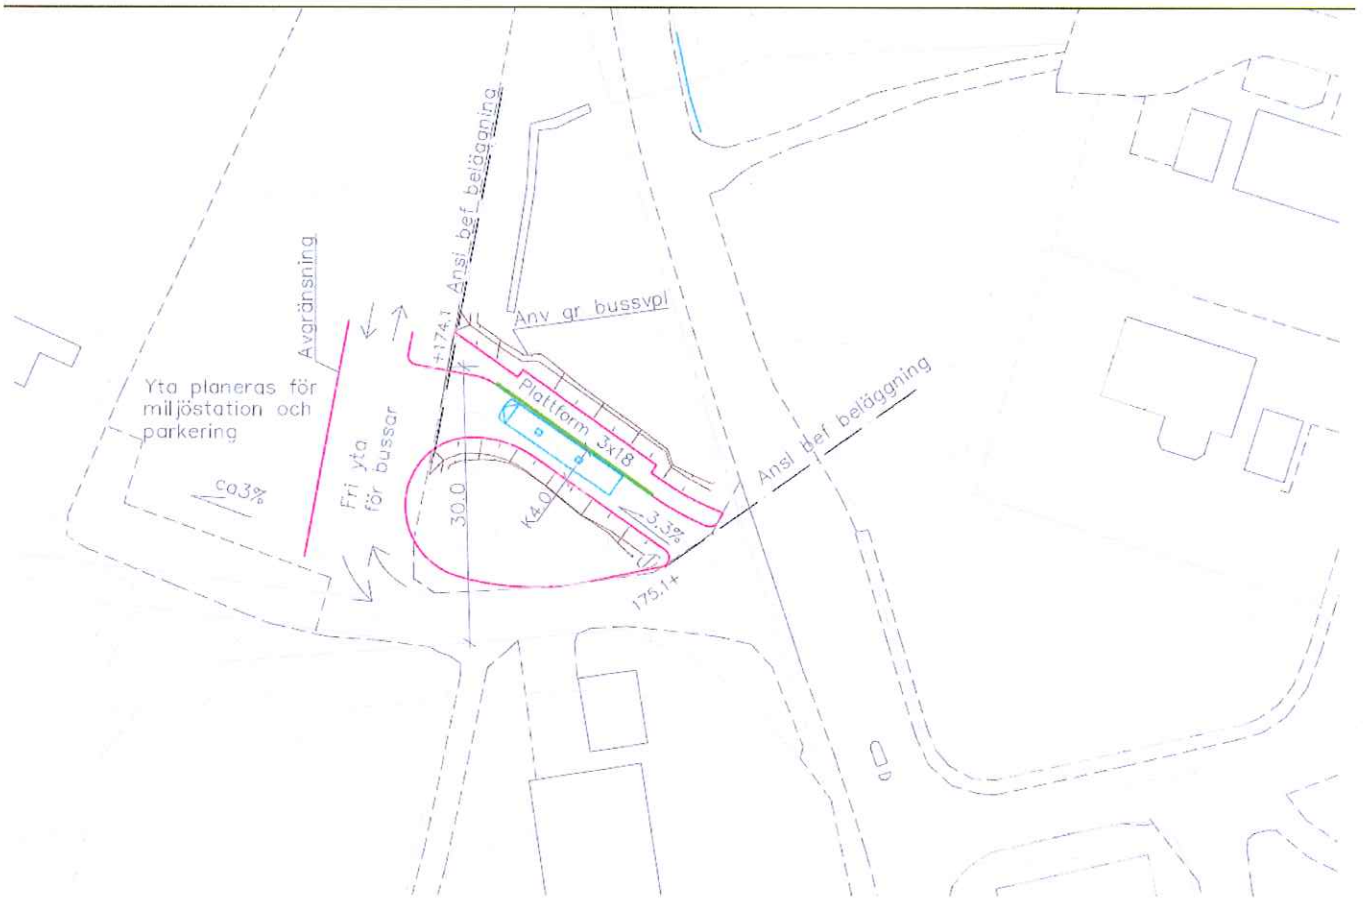 Ansl bef beläggning
Avgränsning
+174.1
Anv gr bussvpl
Yta planeras för
miljöstation och
parkering
Fri yta
för bussar
Plattform 3x18
Ansl bef beläggning
ca3%
30.0
K4.0
3.3%
175.1+